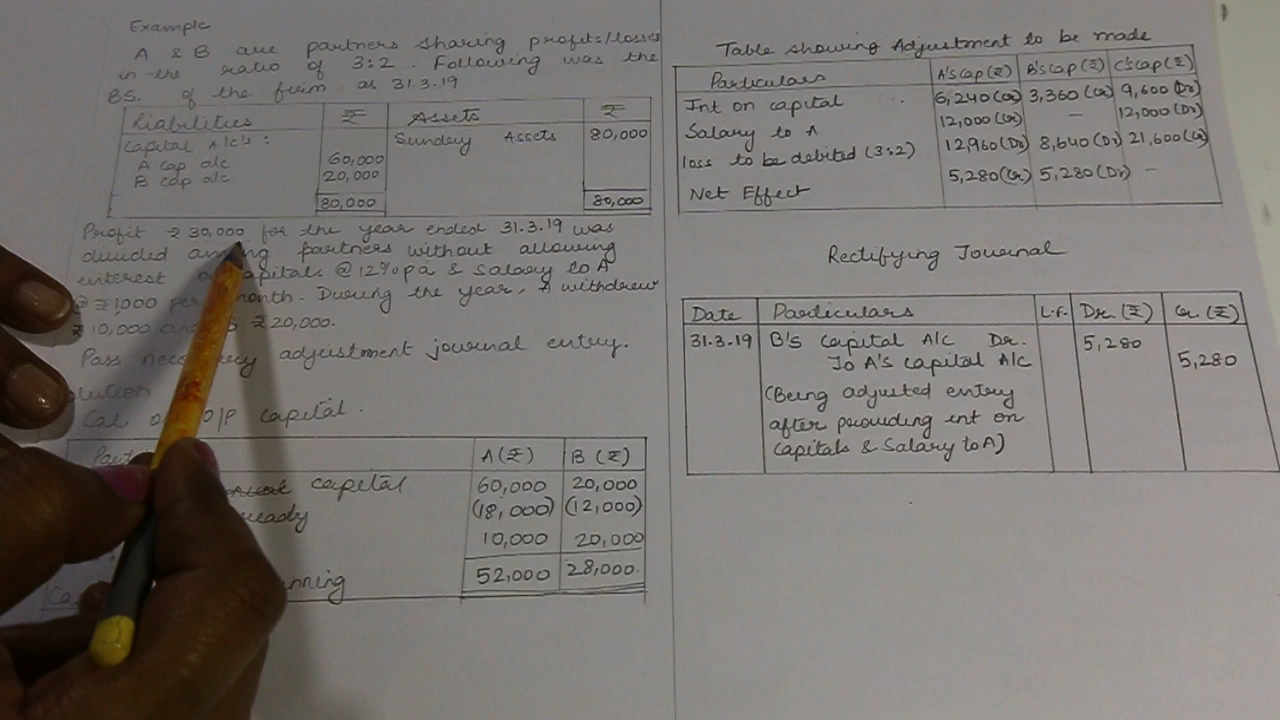 Example
A & B are partners sharing profits/losses
in the ratio of 3:2. Following was the
BS. of the firm as 31.3.19
Liabilities ₹ Assets ₹
Capital A/c's: Sundry Assets 80,000
A cap a/c 60,000
B cap a/c 20,000
80,000 80,000
Profit ₹ 30,000 for the year ended 31.3.19 was
divided among partners without allowing
interest capitals @ 12% pa & Salary to A
@ ₹ 1,000 per month. During the year, A withdrew
₹ 10,000 and ₹ 20,000.
Pass adjustment journal entry.
Cal. O/P capital.
A (₹) B (₹)
capital 60,000 20,000
(18,000) (12,000)
10,000 20,000
52,000 28,000.
Table showing Adjustment to be made
Particulars A's Cap (₹) B's Cap (₹) C's Cap (₹)
Int on capital 6,240 (Cr) 3,360 (Cr) 9,600 (Dr)
Salary to A 12,000 (Cr) – 12,000 (Dr)
loss to be debited (3:2) 12,960 (Dr) 8,640 (Dr) 21,600 (Cr)
Net Effect 5,280 (Cr) 5,280 (Dr) –
Rectifying Journal
Date Particulars L.f. Dr. (₹) Cr. (₹)
31.3.19 B's capital A/C Dr. 5,280
To A's capital A/C 5,280
(Being adjusted entry
after providing int on
capitals & Salary to A)